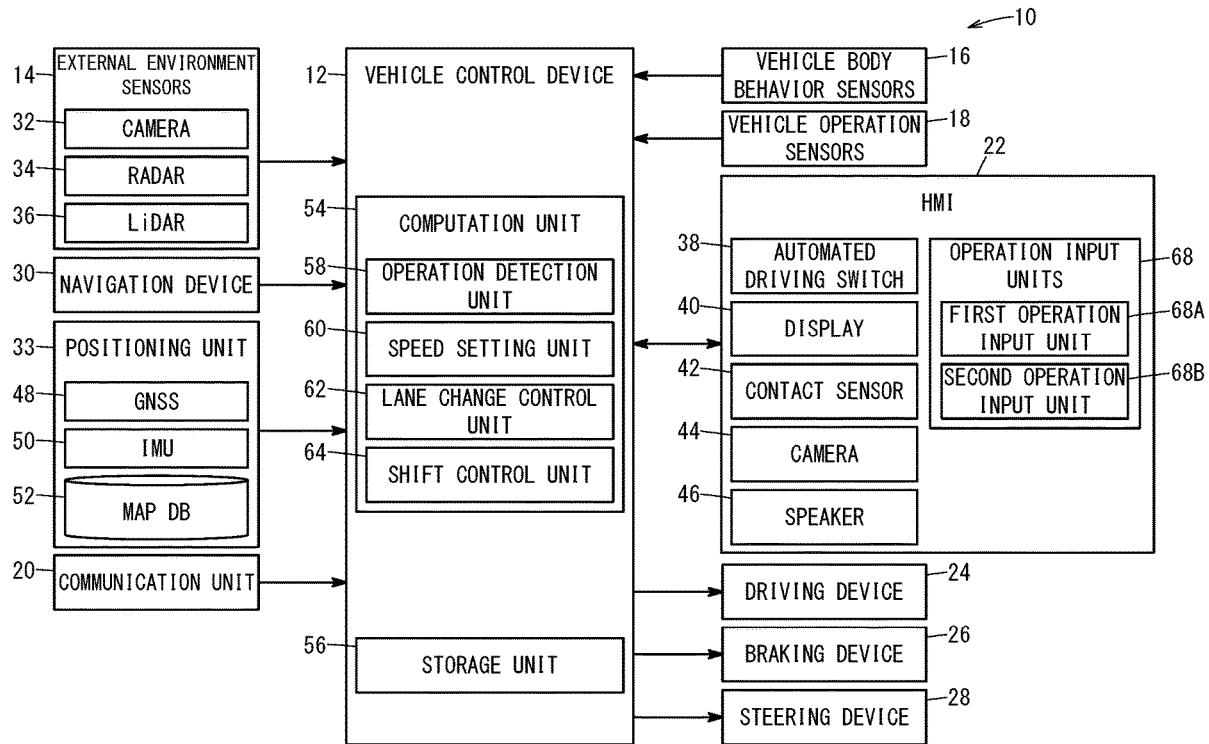 10
14
EXTERNAL ENVIRONMENT
SENSORS
32
CAMERA
34
RADAR
36
LiDAR
30
NAVIGATION DEVICE
33
POSITIONING UNIT
48
GNSS
50
IMU
52
MAP DB
20
COMMUNICATION UNIT
12
VEHICLE CONTROL DEVICE
54
COMPUTATION UNIT
58
OPERATION DETECTION
UNIT
60
SPEED SETTING UNIT
62
LANE CHANGE CONTROL
UNIT
64
SHIFT CONTROL UNIT
56
STORAGE UNIT
VEHICLE BODY
BEHAVIOR SENSORS
16
VEHICLE OPERATION
SENSORS
18
22
HMI
38
AUTOMATED
DRIVING SWITCH
40
DISPLAY
42
CONTACT SENSOR
44
CAMERA
46
SPEAKER
OPERATION INPUT
UNITS
68
FIRST OPERATION
INPUT UNIT
68A
SECOND OPERATION
INPUT UNIT
68B
DRIVING DEVICE
24
BRAKING DEVICE
26
STEERING DEVICE
28